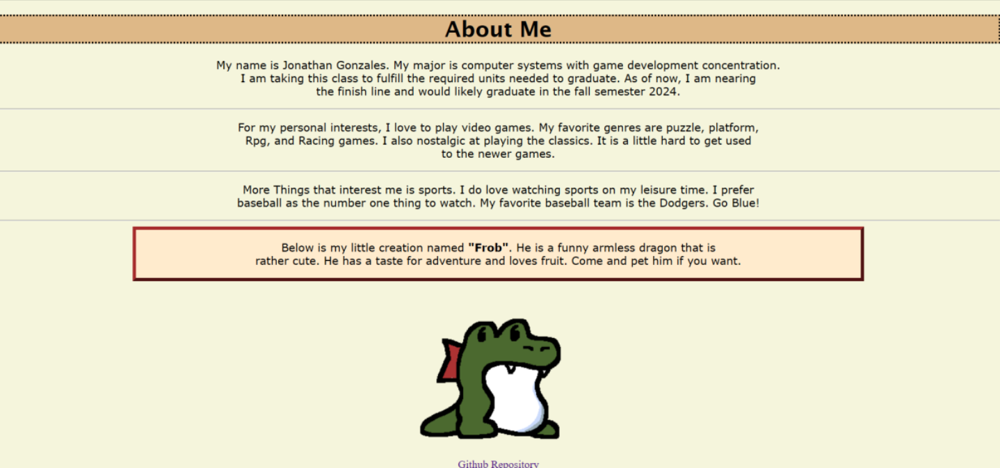 About Me
My name is Jonathan Gonzales. My major is computer systems with game development concentration.
I am taking this class to fulfill the required units needed to graduate. As of now, I am nearing
the finish line and would likely graduate in the fall semester 2024.
For my personal interests, I love to play video games. My favorite genres are puzzle, platform,
Rpg, and Racing games. I also nostalgic at playing the classics. It is a little hard to get used
to the newer games.
More Things that interest me is sports. I do love watching sports on my leisure time. I prefer
baseball as the number one thing to watch. My favorite baseball team is the Dodgers. Go Blue!
Below is my little creation named "Frob". He is a funny armless dragon that is
rather cute. He has a taste for adventure and loves fruit. Come and pet him if you want.
Github Repository